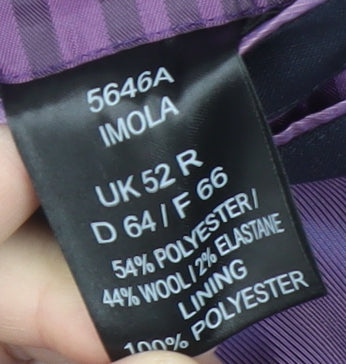 5646A
IMOLA
UK 52 R
D 64 / F 66
54% POLYESTER /
44% WOOL / 2% ELASTANE
LINING
100% POLYESTER